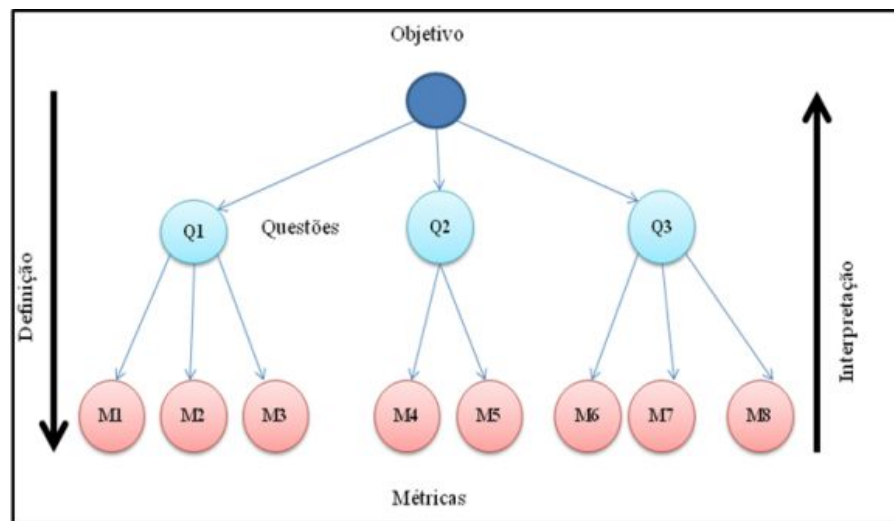 Objetivo
Q1
Questões
Q2
Q3
Definição
Interpretação
M1
M2
M3
M4
M5
M6
M7
M8
Métricas